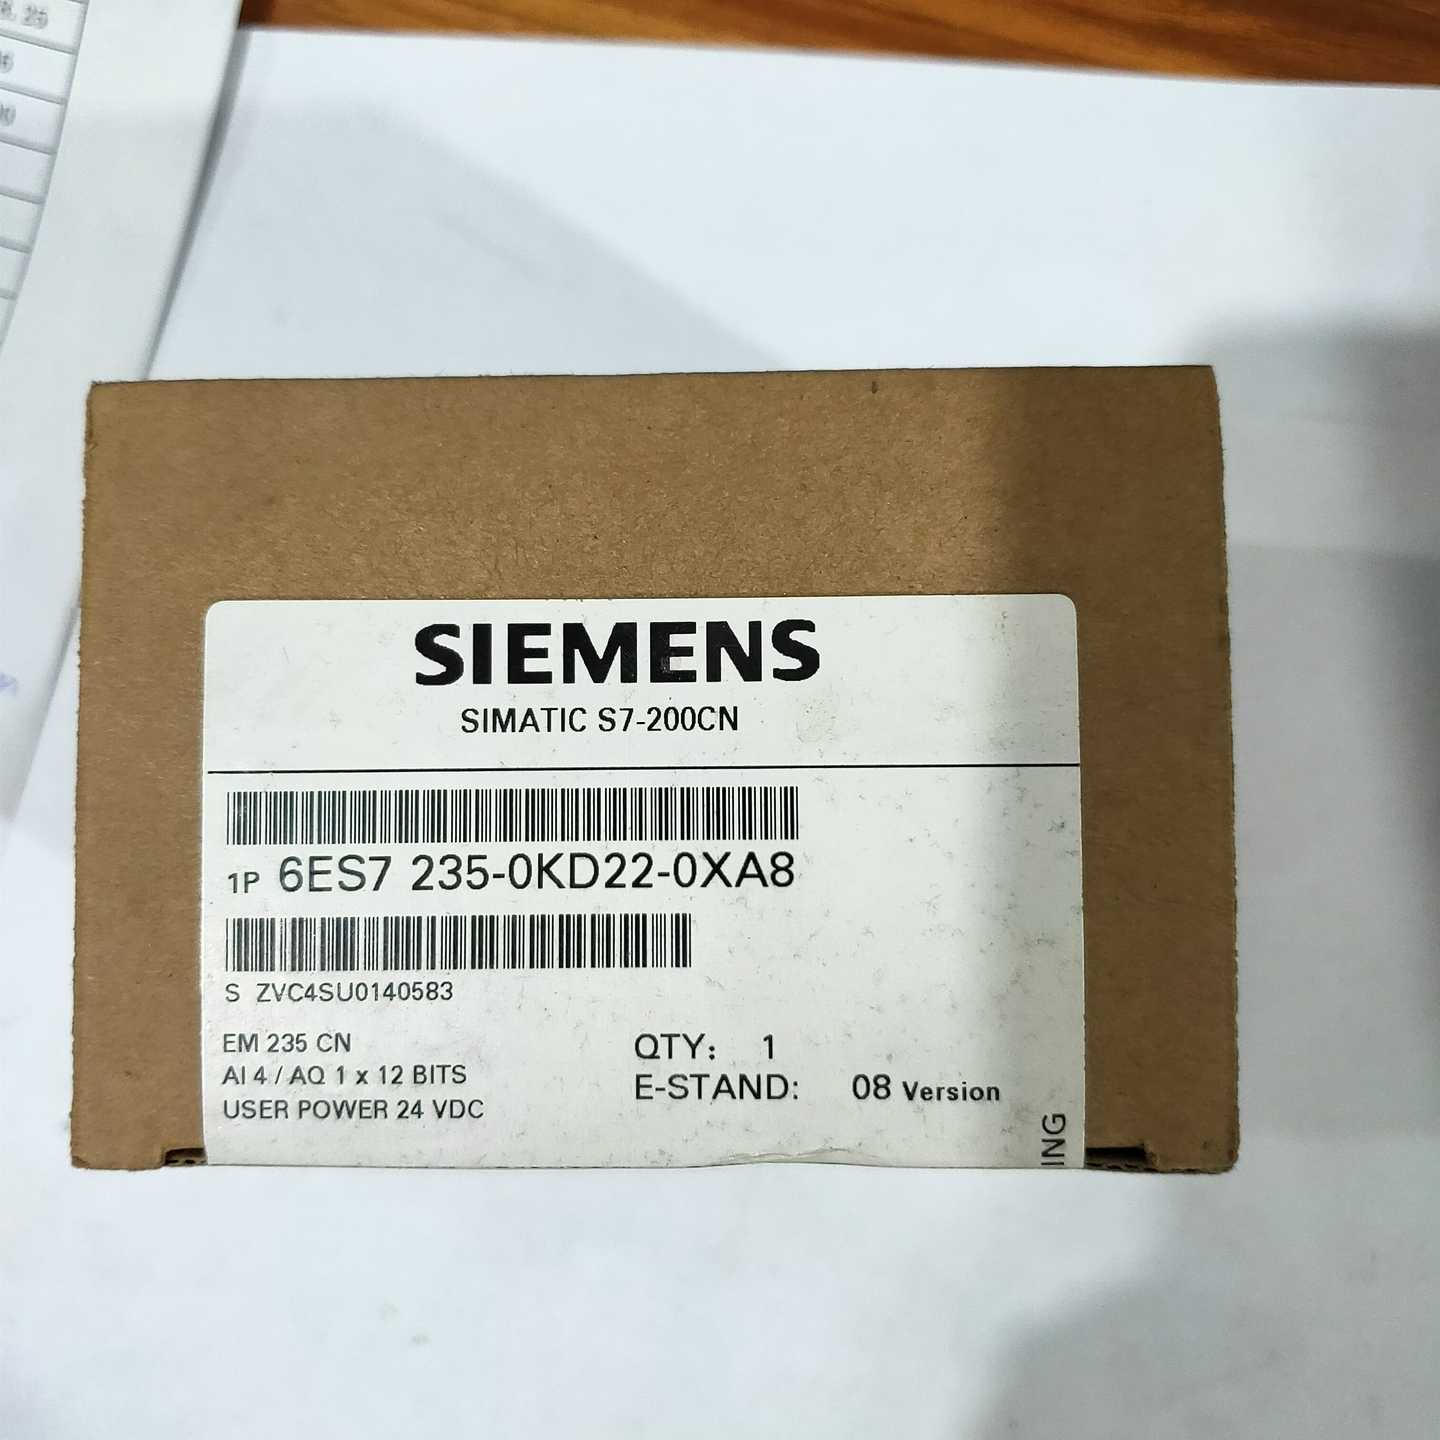 SIEMENS
SIMATIC S7-200CN
1P 6ES7 235-0KD22-0XA8
S ZVC4SU0140583
EM 235 CN
AI 4 / AQ 1 x 12 BITS
USER POWER 24 VDC
QTY: 1
E-STAND: 08 Version
ING